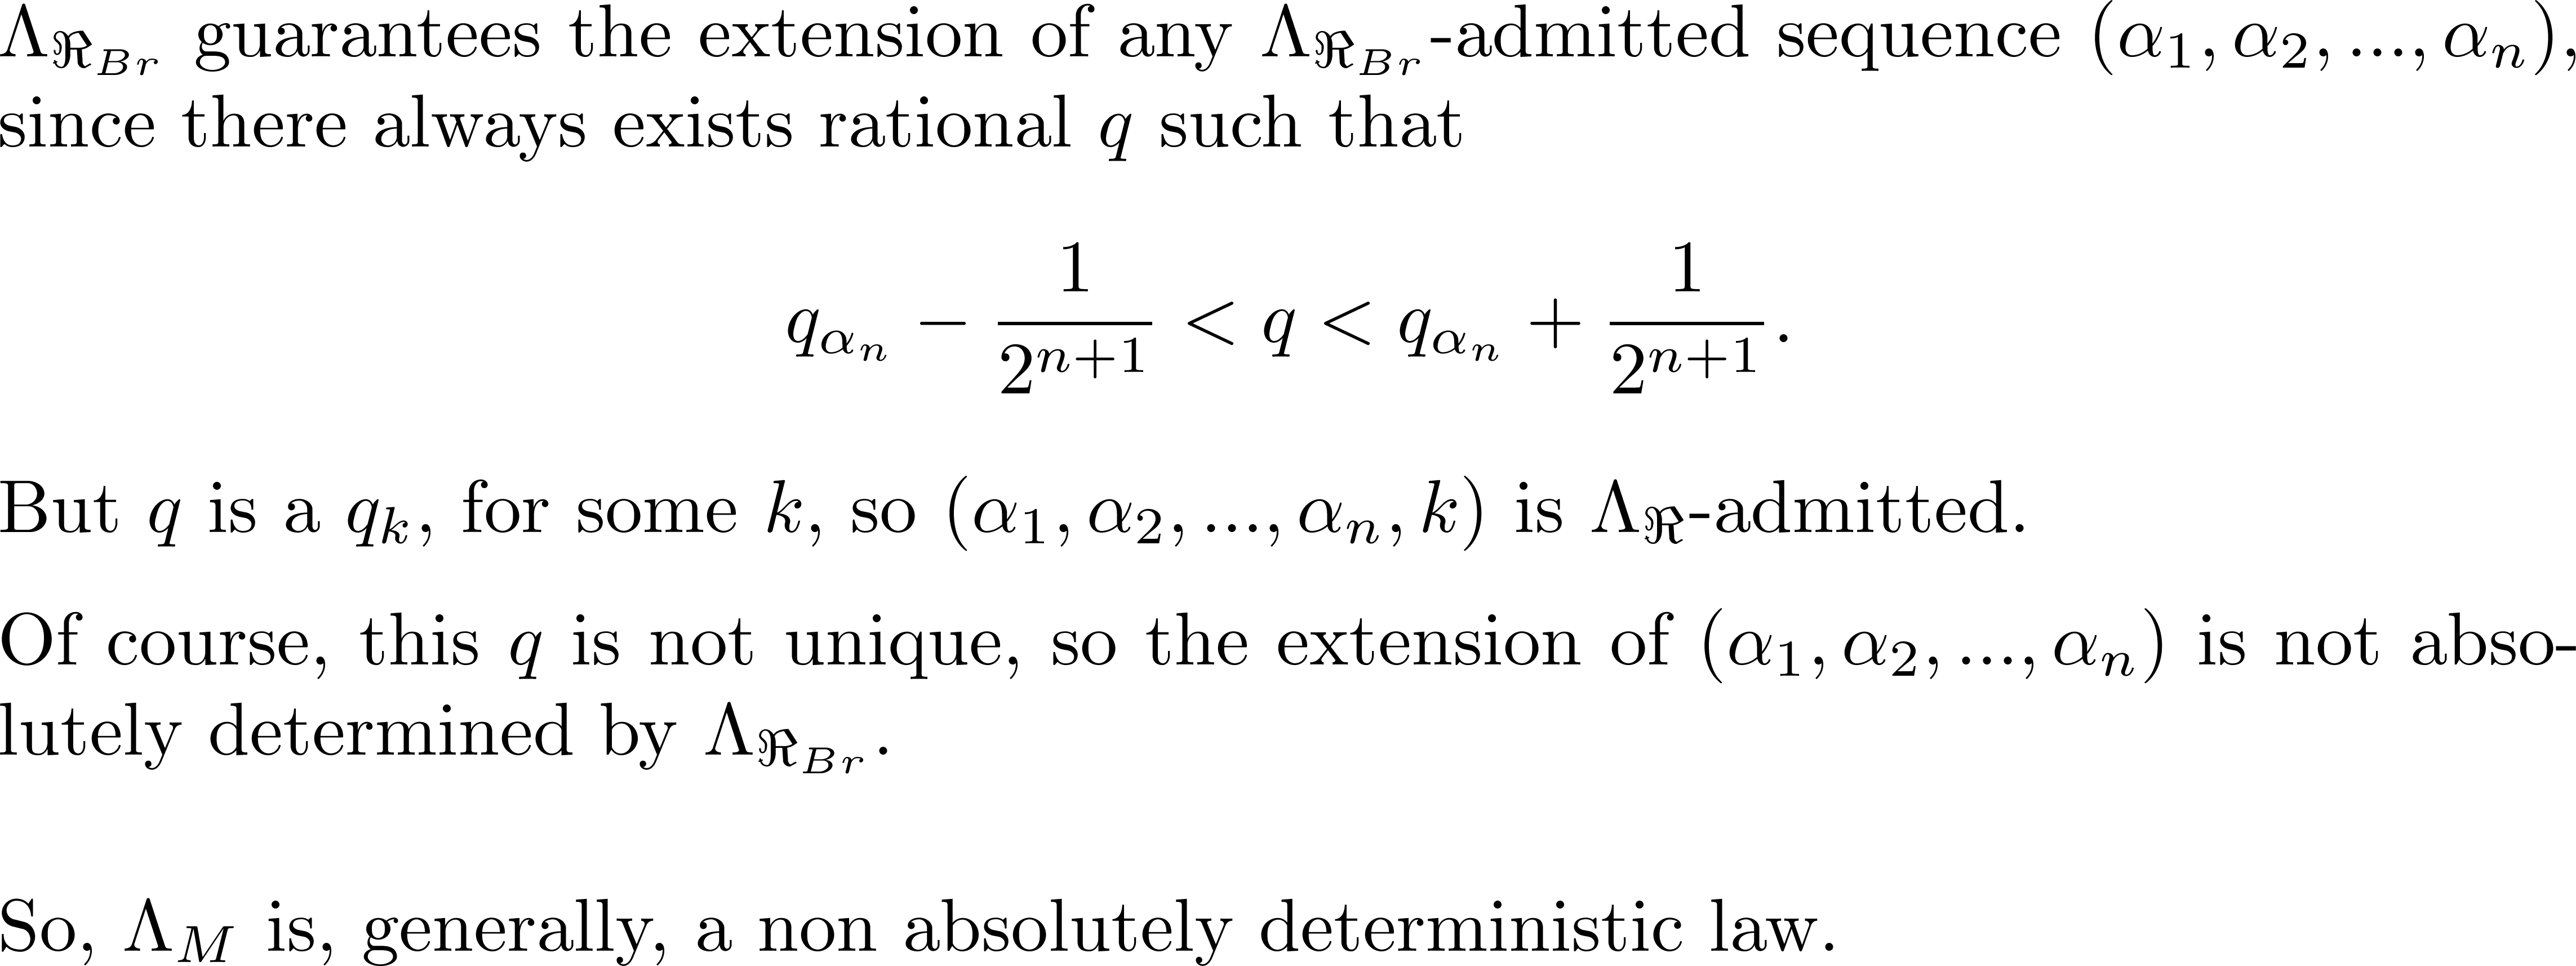 Λ_{ℜ_{Br}} guarantees the extension of any Λ_{ℜ_{Br}}-admitted sequence (α_1, α_2, ..., α_n),
since there always exists rational q such that
q_{α_n} − \frac{1}{2^{n+1}} < q < q_{α_n} + \frac{1}{2^{n+1}}.
But q is a q_k, for some k, so (α_1, α_2, ..., α_n, k) is Λ_ℜ-admitted.
Of course, this q is not unique, so the extension of (α_1, α_2, ..., α_n) is not abso-
lutely determined by Λ_{ℜ_{Br}}.
So, Λ_M is, generally, a non absolutely deterministic law.